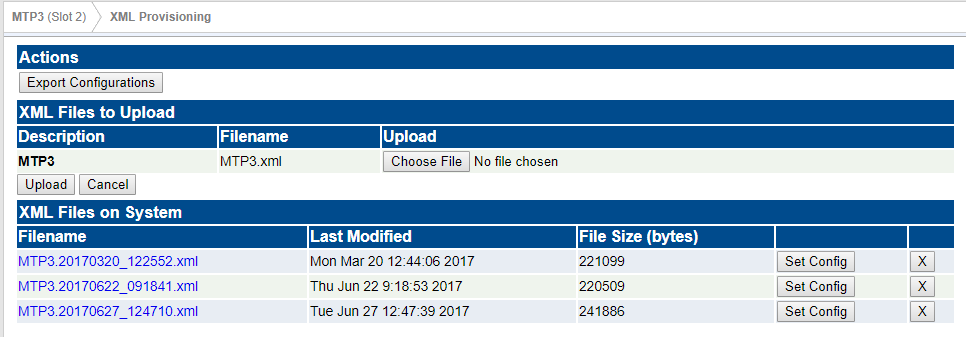 MTP3 (Slot 2) XML Provisioning
Actions
Export Configurations
XML Files to Upload
Description Filename Upload
MTP3 MTP3.xml Choose File No file chosen
Upload Cancel
XML Files on System
Filename Last Modified File Size (bytes)
MTP3.20170320_122552.xml Mon Mar 20 12:44:06 2017 221099 Set Config X
MTP3.20170622_091841.xml Thu Jun 22 9:18:53 2017 220509 Set Config X
MTP3.20170627_124710.xml Tue Jun 27 12:47:39 2017 241886 Set Config X